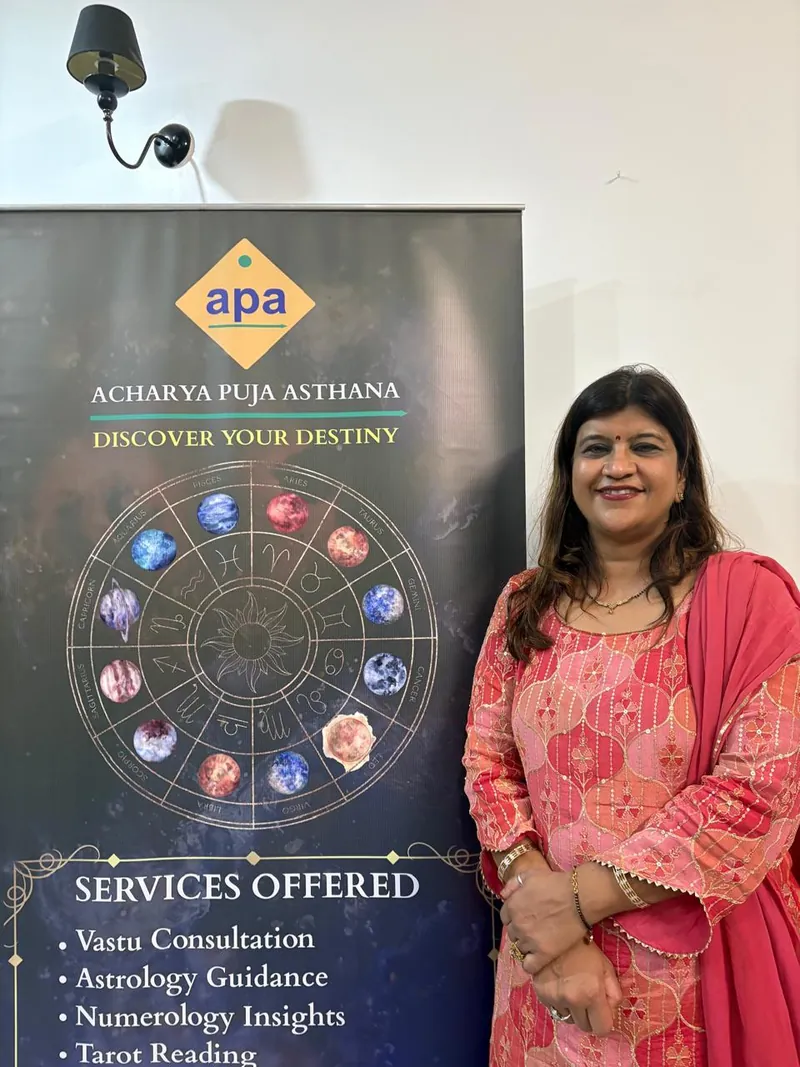 apa
ACHARYA PUJA ASTHANA
DISCOVER YOUR DESTINY
PISCES
ARIES
AQUARIUS
TAURUS
CAPRICORN
GEMINI
SAGITTARIUS
CANCER
SCORPIO
LEO
LIBRA
VIRGO
SERVICES OFFERED
• Vastu Consultation
• Astrology Guidance
• Numerology Insights
• Tarot Reading